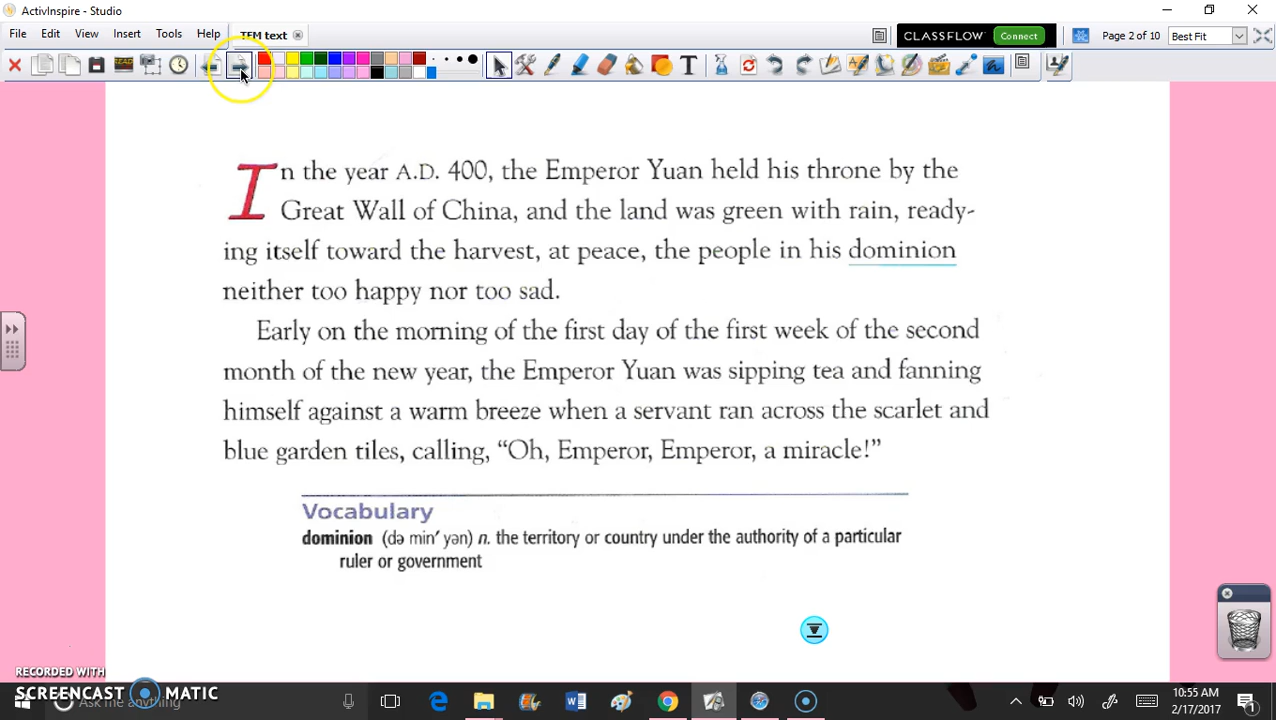 ActivInspire - Studio
File Edit View Insert Tools Help TFM text
CLASSFLOW Connect Page 2 of 10 Best Fit
In the year A.D. 400, the Emperor Yuan held his throne by the
Great Wall of China, and the land was green with rain, ready-
ing itself toward the harvest, at peace, the people in his dominion
neither too happy nor too sad.
Early on the morning of the first day of the first week of the second
month of the new year, the Emperor Yuan was sipping tea and fanning
himself against a warm breeze when a servant ran across the scarlet and
blue garden tiles, calling, “Oh, Emperor, Emperor, a miracle!”
Vocabulary
dominion (də min′ yən) n. the territory or country under the authority of a particular
ruler or government
RECORDED WITH
SCREENCAST MATIC
Ask me anything
10:55 AM
2/17/2017